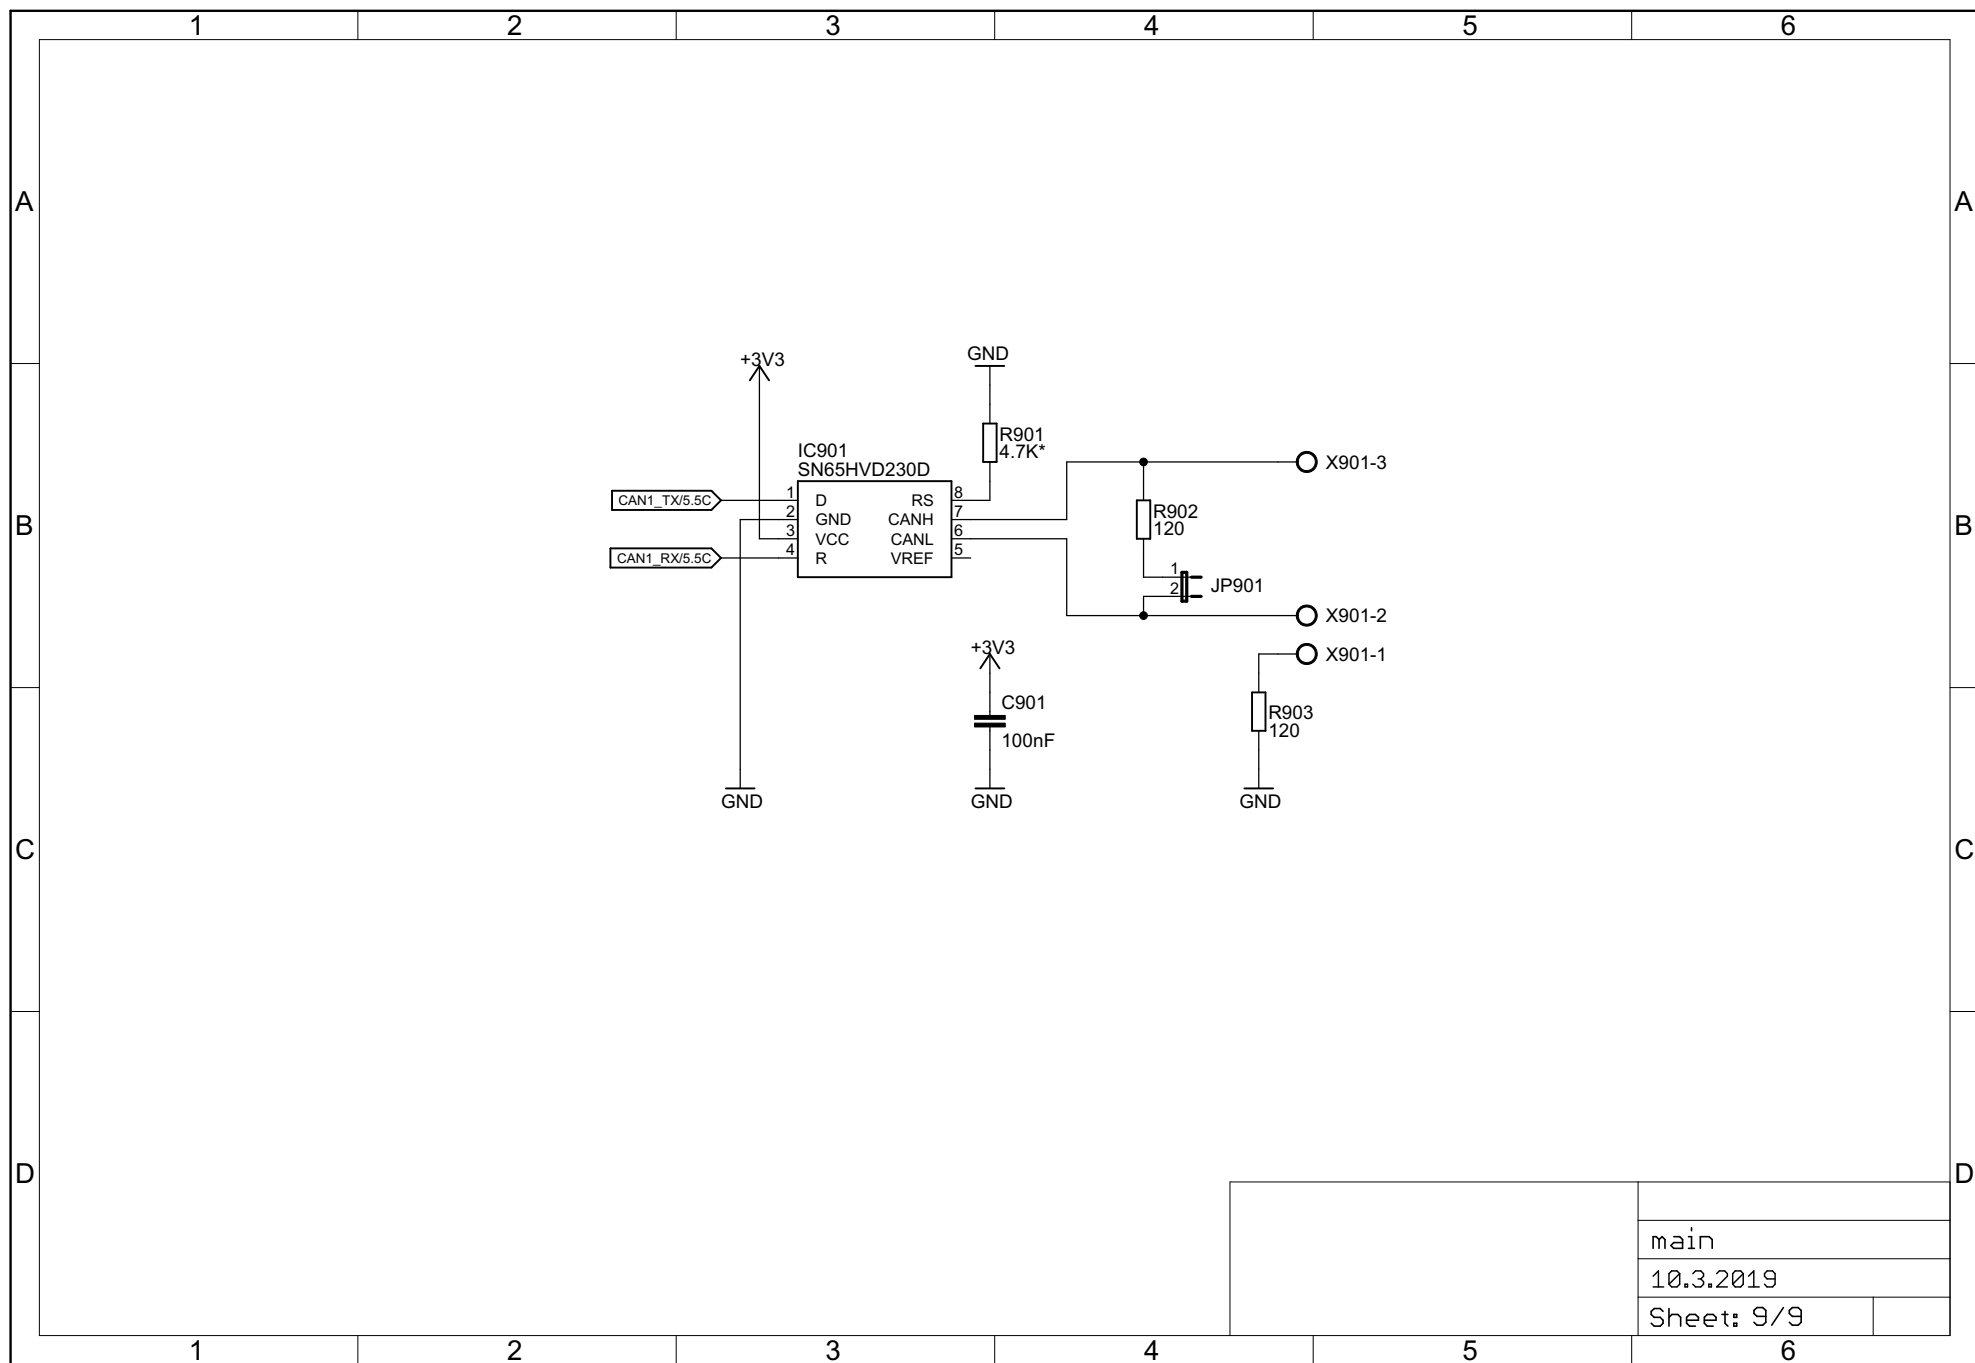 1 2 3 4 5 6
A A
+3V3 GND
R901
4.7K*
IC901
SN65HVD230D
X901-3
CAN1_TX/5.5C 1 D RS 8
2 GND CANH 7
3 VCC CANL 6
CAN1_RX/5.5C 4 R VREF 5
R902
120
B B
1
2 JP901
X901-2
+3V3
X901-1
C901
100nF
R903
120
GND GND GND
C C
D D
main
10.3.2019
Sheet: 9/9
1 2 3 4 5 6